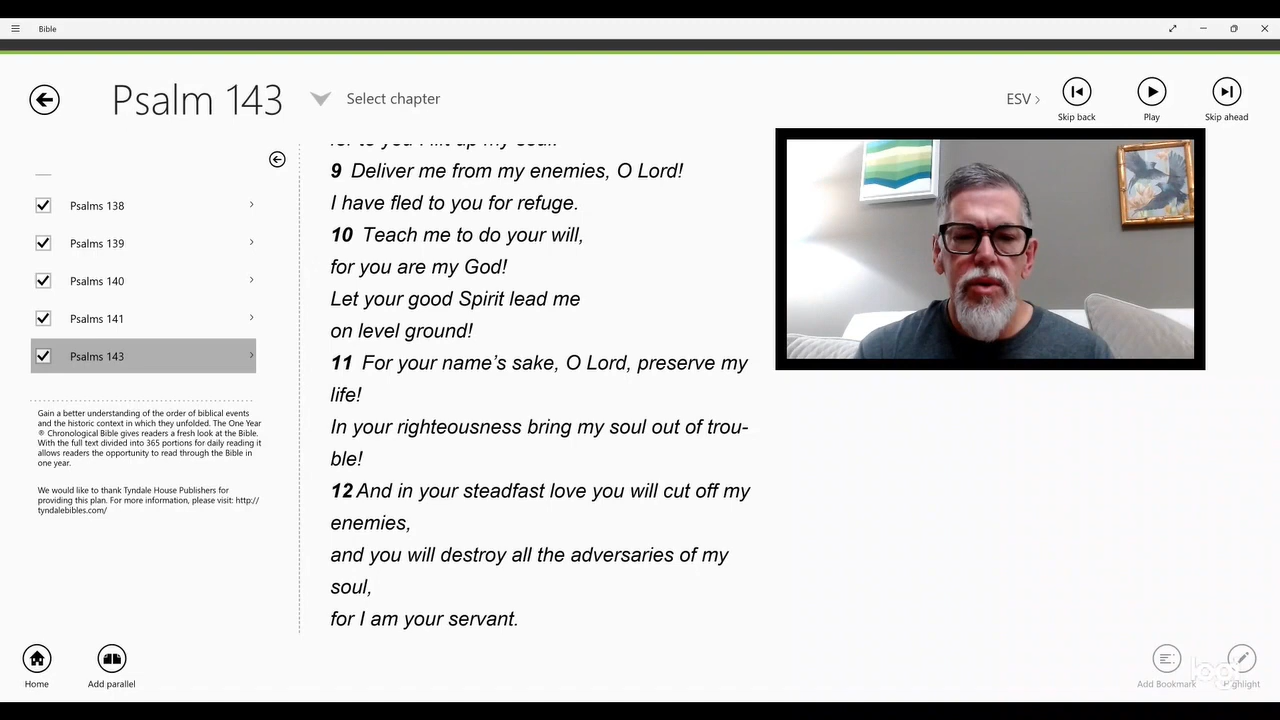 Bible
Psalm 143
Select chapter
ESV
Skip back
Play
Skip ahead
Psalms 138
Psalms 139
Psalms 140
Psalms 141
Psalms 143
Gain a better understanding of the order of biblical events
and the historic context in which they unfolded. The One Year
® Chronological Bible gives readers a fresh look at the Bible.
With the full text divided into 365 portions for daily reading it
allows readers the opportunity to read through the Bible in
one year.
We would like to thank Tyndale House Publishers for
providing this plan. For more information, please visit: http://
tyndalebibles.com/
for to you I lift up my soul.
9 Deliver me from my enemies, O Lord!
I have fled to you for refuge.
10 Teach me to do your will,
for you are my God!
Let your good Spirit lead me
on level ground!
11 For your name’s sake, O Lord, preserve my
life!
In your righteousness bring my soul out of trou-
ble!
12 And in your steadfast love you will cut off my
enemies,
and you will destroy all the adversaries of my
soul,
for I am your servant.
Home
Add parallel
Add Bookmark
Highlight
logi